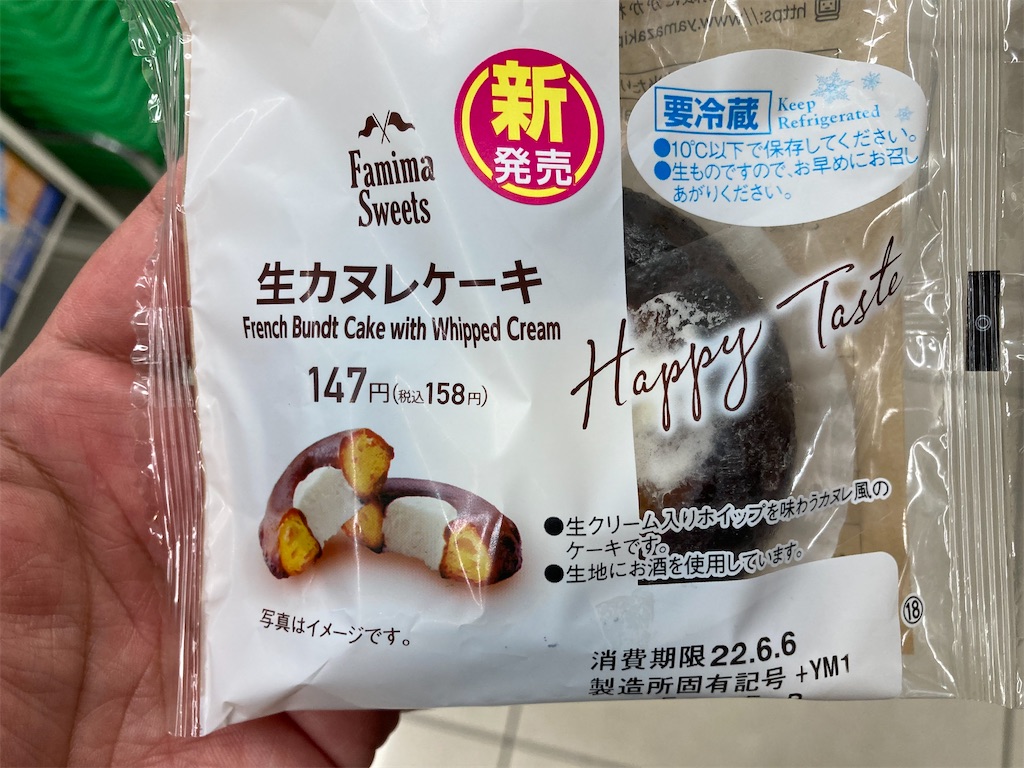 https://www.yamazakip
新
発売
要冷蔵
Keep
Refrigerated
●10℃以下で保存してください。
●生ものですので、お早めにお召し
あがりください。
Famima
Sweets
生カヌレケーキ
French Bundt Cake with Whipped Cream
147円(税込158円)
Happy Taste
●生クリーム入りホイップを味わうカヌレ風の
ケーキです。
●生地にお酒を使用しています。
写真はイメージです。
⑱
消費期限22.6.6
製造所固有記号 +YM1